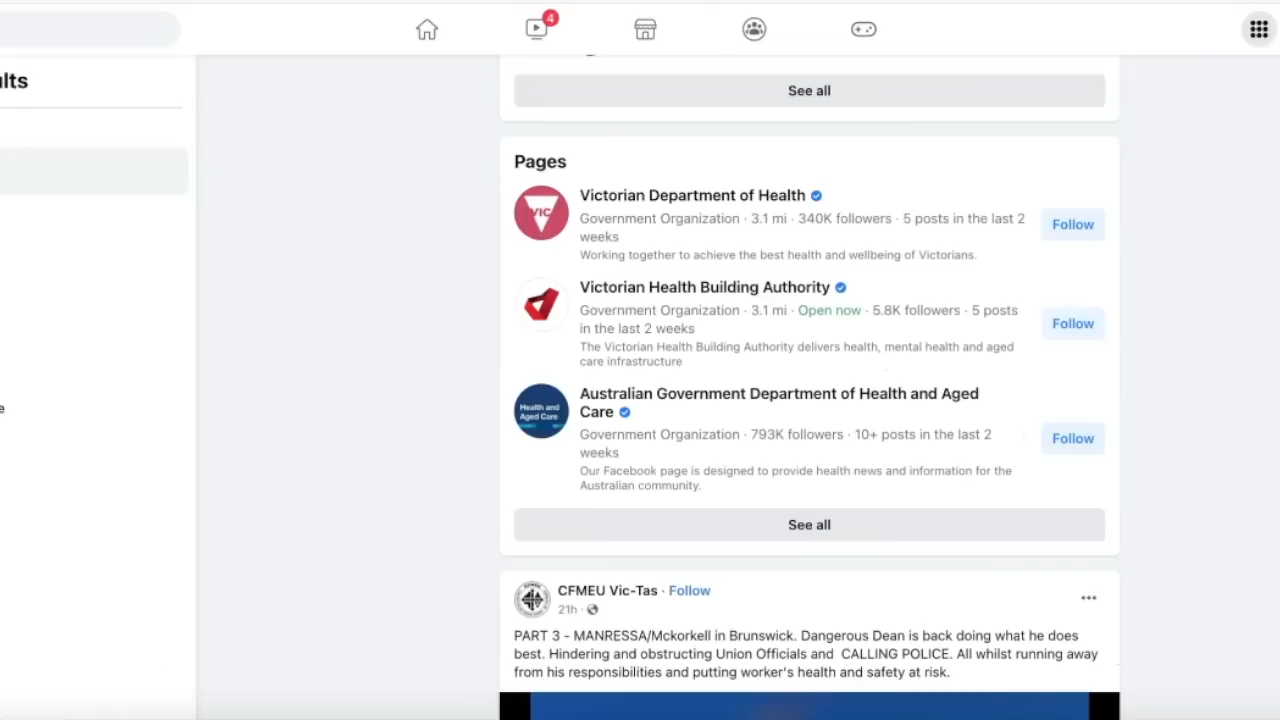 4
ults
See all
Pages
VIC
Victorian Department of Health
Government Organization · 3.1 mi · 340K followers · 5 posts in the last 2
weeks
Working together to achieve the best health and wellbeing of Victorians.
Follow
Victorian Health Building Authority
Government Organization · 3.1 mi · Open now · 5.8K followers · 5 posts
in the last 2 weeks
The Victorian Health Building Authority delivers health, mental health and aged
care infrastructure
Follow
Health and
Aged Care
Australian Government Department of Health and Aged
Care
Government Organization · 793K followers · 10+ posts in the last 2
weeks
Our Facebook page is designed to provide health news and information for the
Australian community.
Follow
e
See all
CFMEU Vic-Tas · Follow
21h ·
PART 3 - MANRESSA/Mckorkell in Brunswick. Dangerous Dean is back doing what he does
best. Hindering and obstructing Union Officials and CALLING POLICE. All whilst running away
from his responsibilities and putting worker's health and safety at risk.